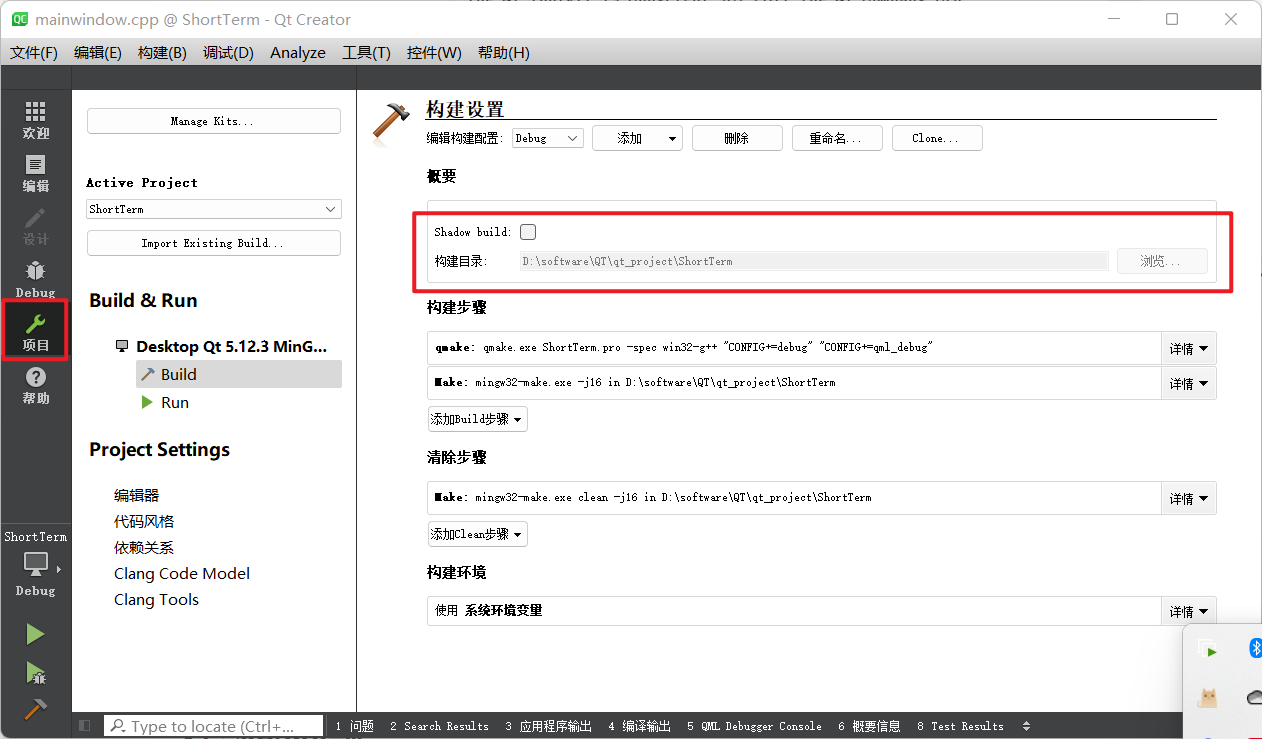 mainwindow.cpp @ ShortTerm - Qt Creator
文件(F) 编辑(E) 构建(B) 调试(D) Analyze 工具(T) 控件(W) 帮助(H)
欢迎
编辑
设计
Debug
项目
帮助
ShortTerm
Debug
Manage Kits...
Active Project
ShortTerm
Import Existing Build...
Build & Run
Desktop Qt 5.12.3 MinG...
Build
Run
Project Settings
编辑器
代码风格
依赖关系
Clang Code Model
Clang Tools
构建设置
编辑构建配置: Debug 添加 删除 重命名... Clone...
概要
Shadow build:
构建目录: D:\software\QT\qt_project\ShortTerm 浏览...
构建步骤
qmake: qmake.exe ShortTerm.pro -spec win32-g++ "CONFIG+=debug" "CONFIG+=qml_debug" 详情
Make: mingw32-make.exe -j16 in D:\software\QT\qt_project\ShortTerm 详情
添加Build步骤
清除步骤
Make: mingw32-make.exe clean -j16 in D:\software\QT\qt_project\ShortTerm 详情
添加Clean步骤
构建环境
使用 系统环境变量 详情
Type to locate (Ctrl+... 1 问题 2 Search Results 3 应用程序输出 4 编译输出 5 QML Debugger Console 6 概要信息 8 Test Results